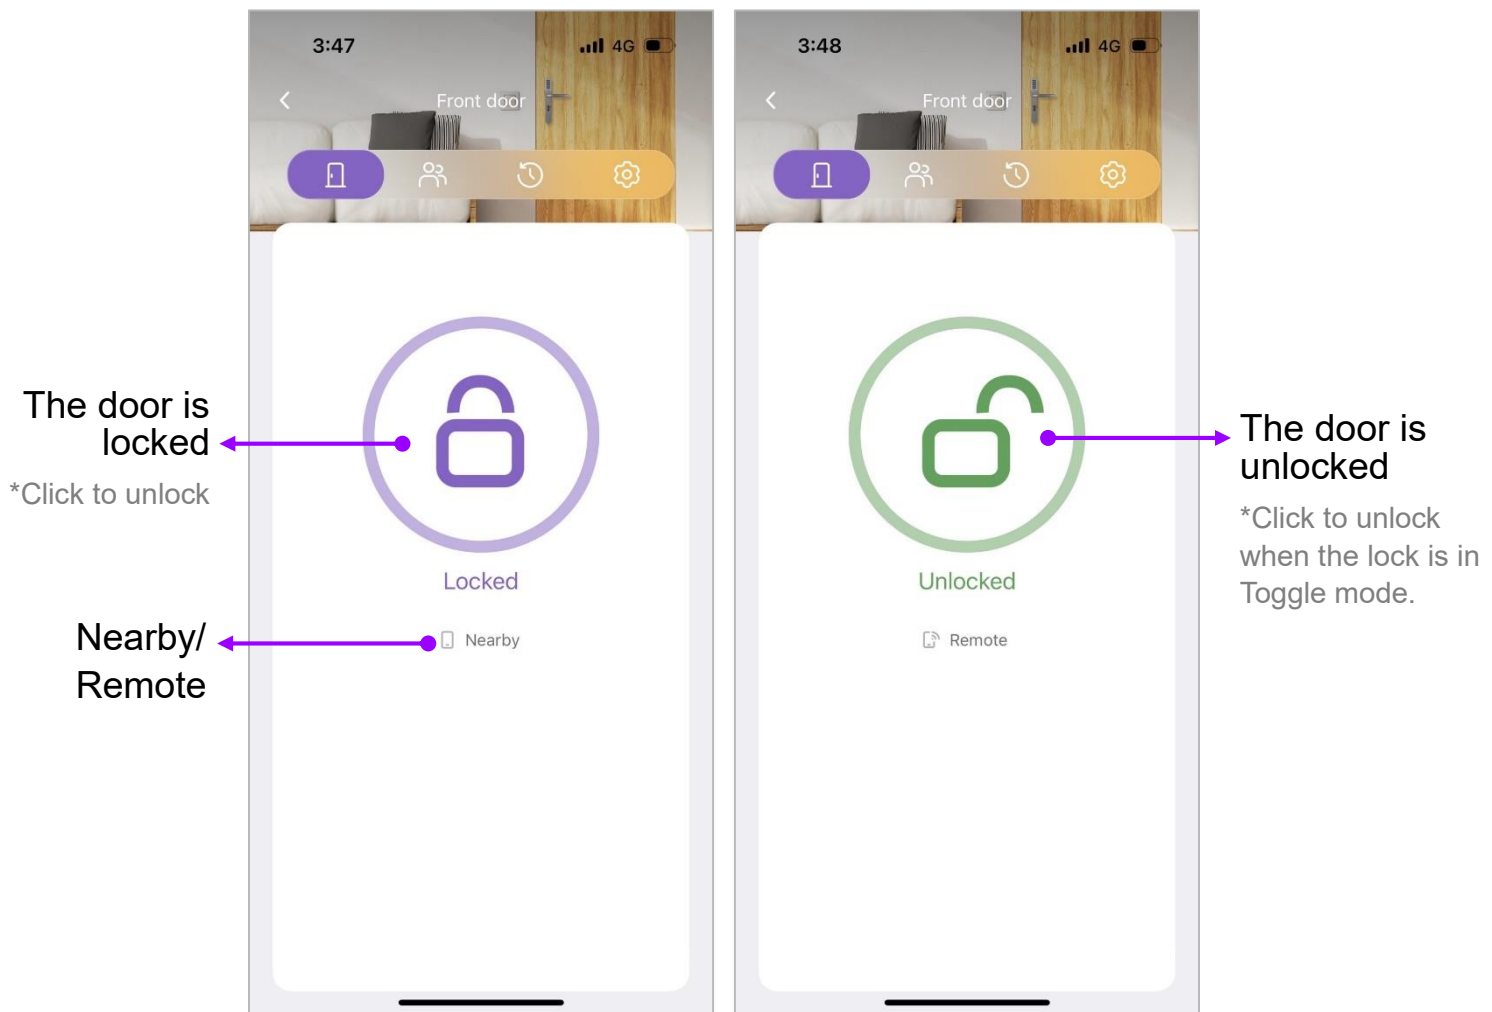 3:47
4G
Front door
Locked
Nearby
The door is
locked
*Click to unlock
Nearby/
Remote
3:48
4G
Front door
Unlocked
Remote
The door is
unlocked
*Click to unlock
when the lock is in
Toggle mode.